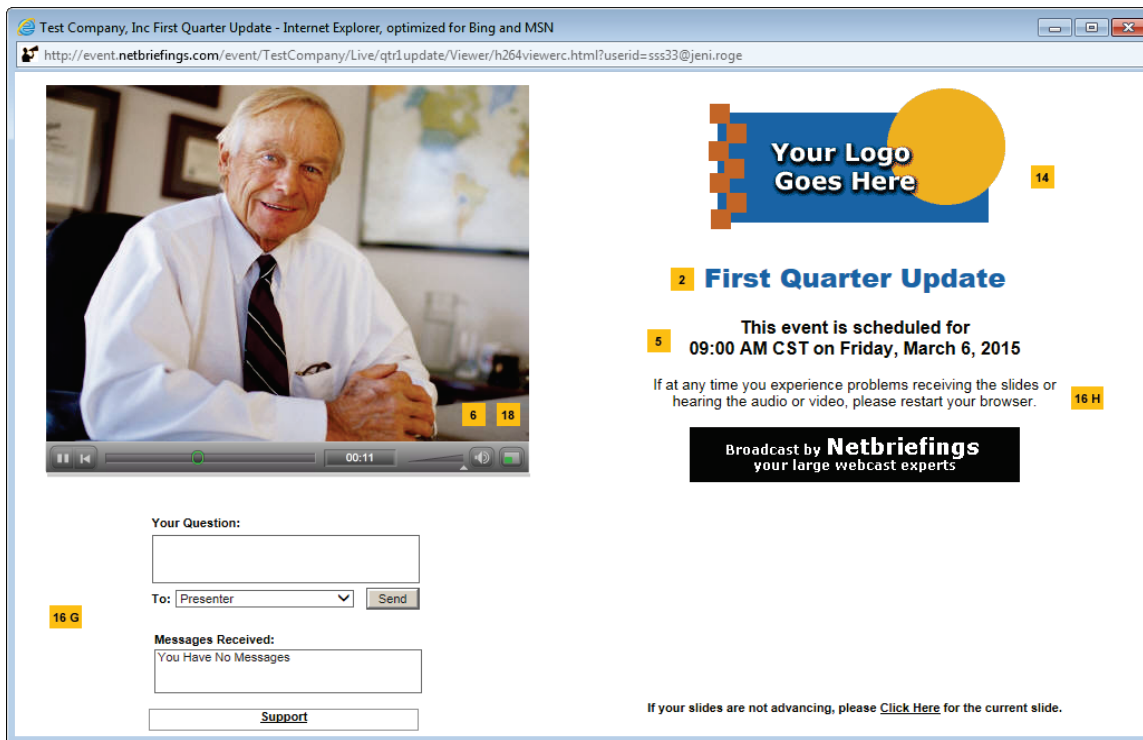 Test Company, Inc First Quarter Update - Internet Explorer, optimized for Bing and MSN
http://event.netbriefings.com/event/TestCompany/Live/qtr1update/Viewer/h264viewerc.html?userid=sss33@jeni.roge
Your Logo
Goes Here
14
2
First Quarter Update
5
This event is scheduled for
09:00 AM CST on Friday, March 6, 2015
If at any time you experience problems receiving the slides or
hearing the audio or video, please restart your browser.
16 H
6
18
00:11
Broadcast by Netbriefings
your large webcast experts
Your Question:
To: Presenter
Send
16 G
Messages Received:
You Have No Messages
Support
If your slides are not advancing, please Click Here for the current slide.